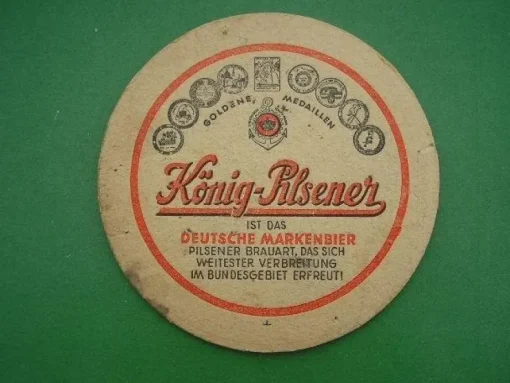 GOLDENE MEDAILLEN
König-Pilsener
IST DAS
DEUTSCHE MARKENBIER
PILSENER BRAUART, DAS SICH
WEITESTER VERBREITUNG
IM BUNDESGEBIET ERFREUT!